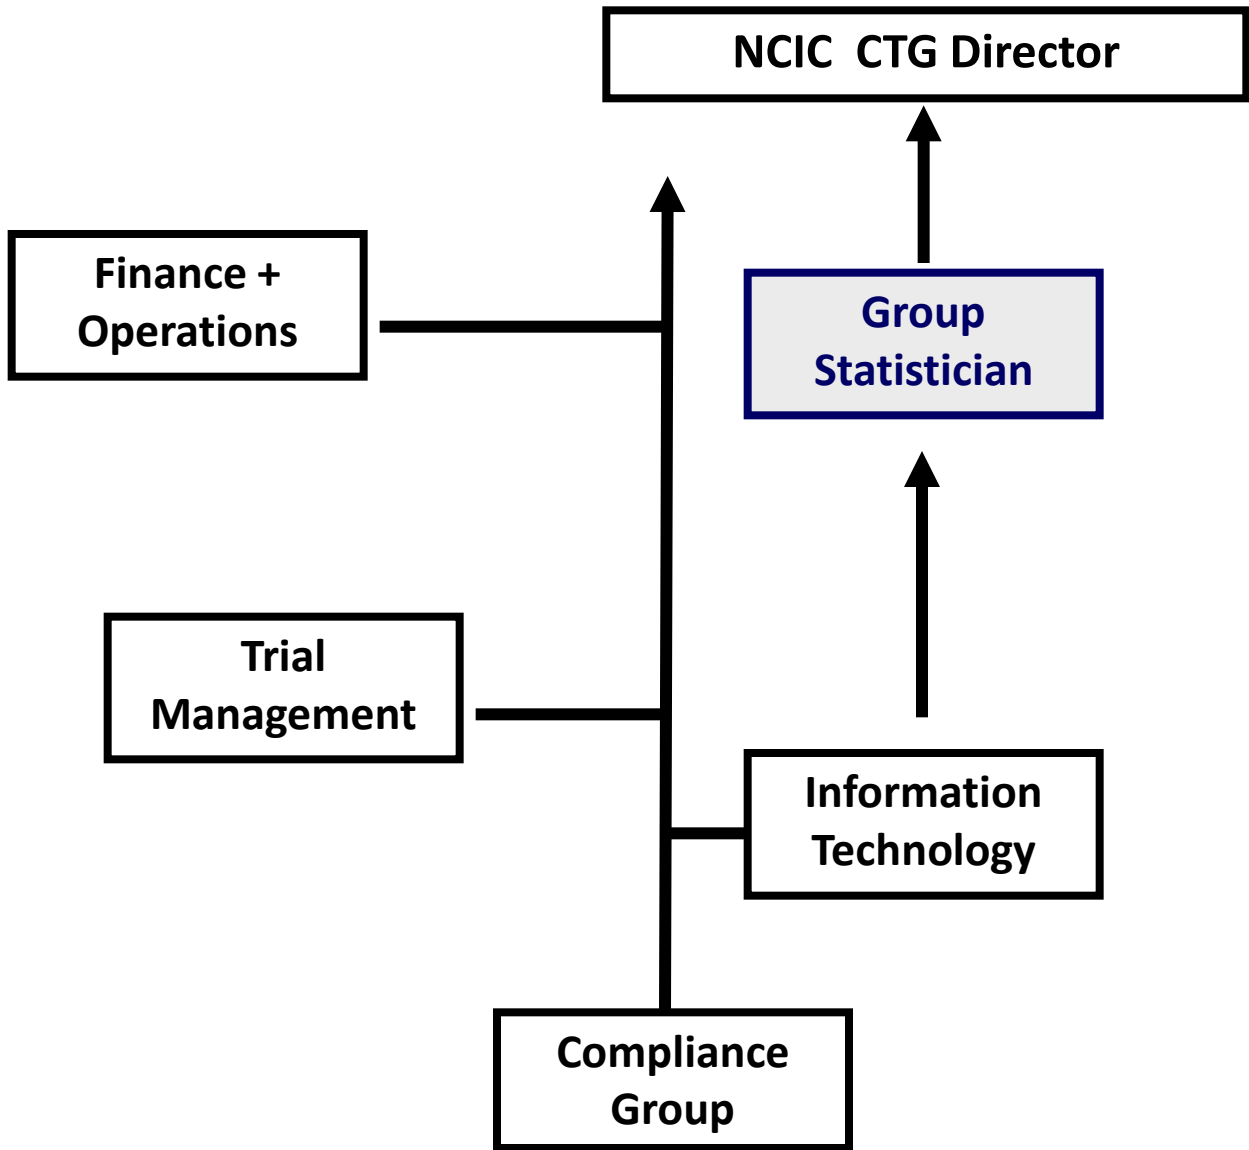 NCIC  CTG Director
Finance +
Operations
Group
Statistician
Trial
Management
Information
Technology
Compliance
Group